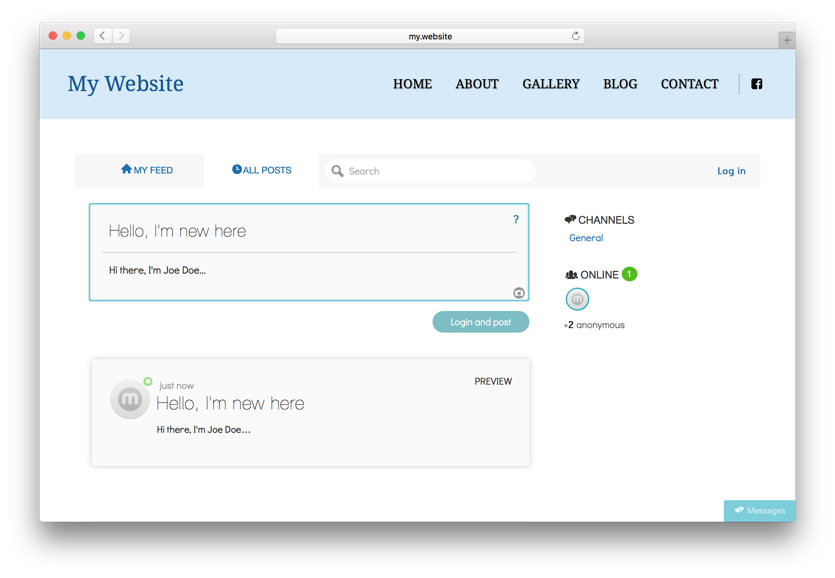 my.website
My Website
HOME ABOUT GALLERY BLOG CONTACT
MY FEED ALL POSTS Search Log in
?
Hello, I'm new here
Hi there, I'm Joe Doe...
Login and post
CHANNELS
General
ONLINE 1
m
+2 anonymous
PREVIEW
just now
m
Hello, I'm new here
Hi there, I'm Joe Doe...
Messages